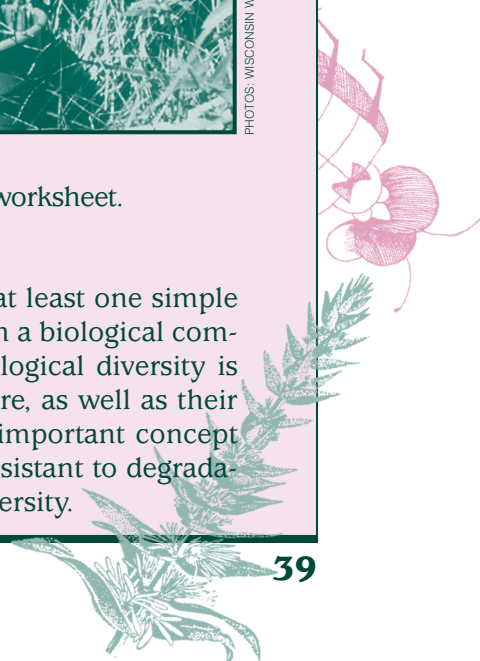 PHOTOS: WISCONSIN
worksheet.
at least one simple
a biological com-
logical diversity is
re, as well as their
important concept
sistant to degrada-
ersity.
39